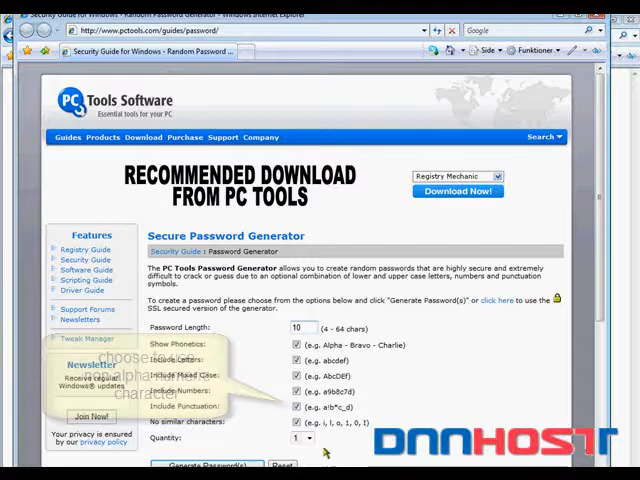 Security Guide for Windows - Random Password Generator - Windows Internet Explorer
http://www.pctools.com/guides/password/
Google
Security Guide for Windows - Random Password ...
Side
Funktioner
PC Tools Software
Essential tools for your PC
Guides Products Download Purchase Support Company
Search
RECOMMENDED DOWNLOAD
FROM PC TOOLS
Registry Mechanic
Download Now!
Features
Registry Guide
Security Guide
Software Guide
Scripting Guide
Driver Guide
Support Forums
Newsletters
Tweak Manager
Newsletter
Receive regular
Windows® updates
Join Now!
Your privacy is
ensured by
our privacy policy
Secure Password Generator
Security Guide : Password Generator
The PC Tools Password Generator allows you to create random passwords that are highly secure and extremely
difficult to crack or guess due to an optional combination of lower and upper case letters, numbers and punctuation
symbols.
To create a password please choose from the options below and click "Generate Password(s)" or click here to use the
SSL secured version of the generator.
Password Length: 10 (4 - 64 chars)
Show Phonetics: (e.g. Alpha - Bravo - Charlie)
Include Letters: (e.g. abcdef)
Include Mixed Case: (e.g. AbcDEf)
Include Numbers: (e.g. a9b8c7d)
Include Punctuation: (e.g. a!b*c_d)
No similar characters: (e.g. i, l, o, 1, 0, I)
Quantity: 1
Generate Password(s) Reset
choose to use
non alpha numeric
character
DNNHOST